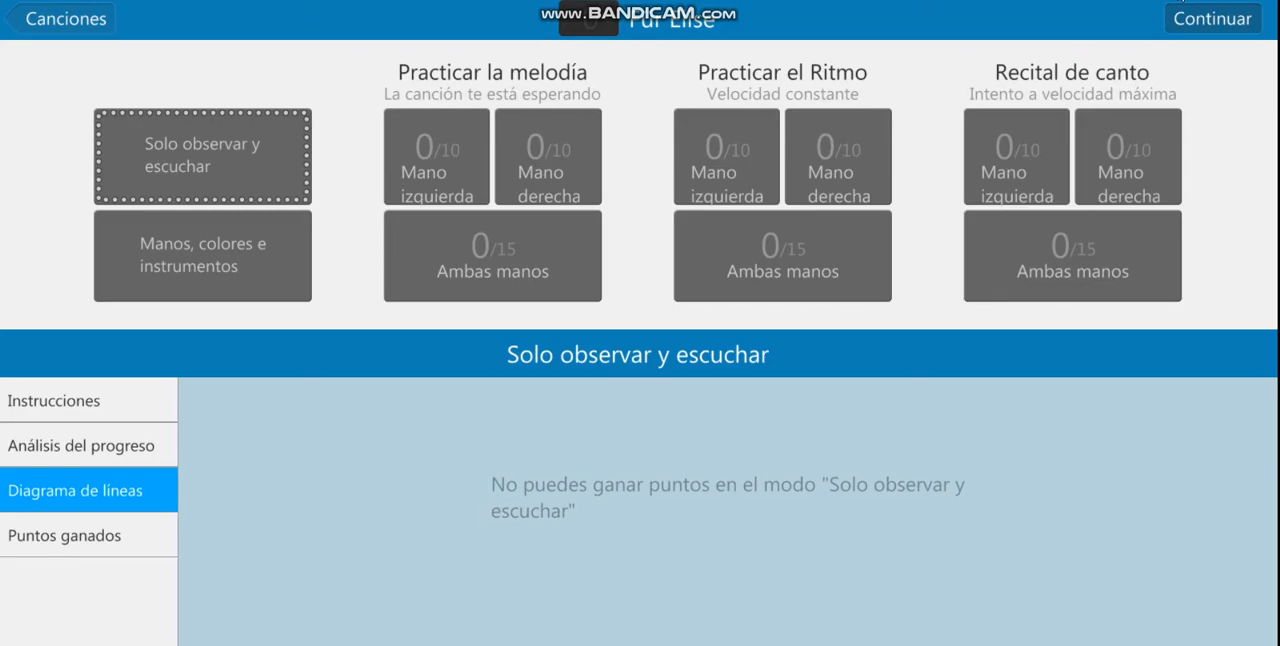 Canciones
www.BANDICAM.com
Für Elise
Continuar
Practicar la melodía
La canción te está esperando
Practicar el Ritmo
Velocidad constante
Recital de canto
Intento a velocidad máxima
Solo observar y
escuchar
0/10
Mano
izquierda
0/10
Mano
derecha
0/10
Mano
izquierda
0/10
Mano
derecha
0/10
Mano
izquierda
0/10
Mano
derecha
Manos, colores e
instrumentos
0/15
Ambas manos
0/15
Ambas manos
0/15
Ambas manos
Solo observar y escuchar
Instrucciones
Análisis del progreso
Diagrama de líneas
Puntos ganados
No puedes ganar puntos en el modo "Solo observar y
escuchar"